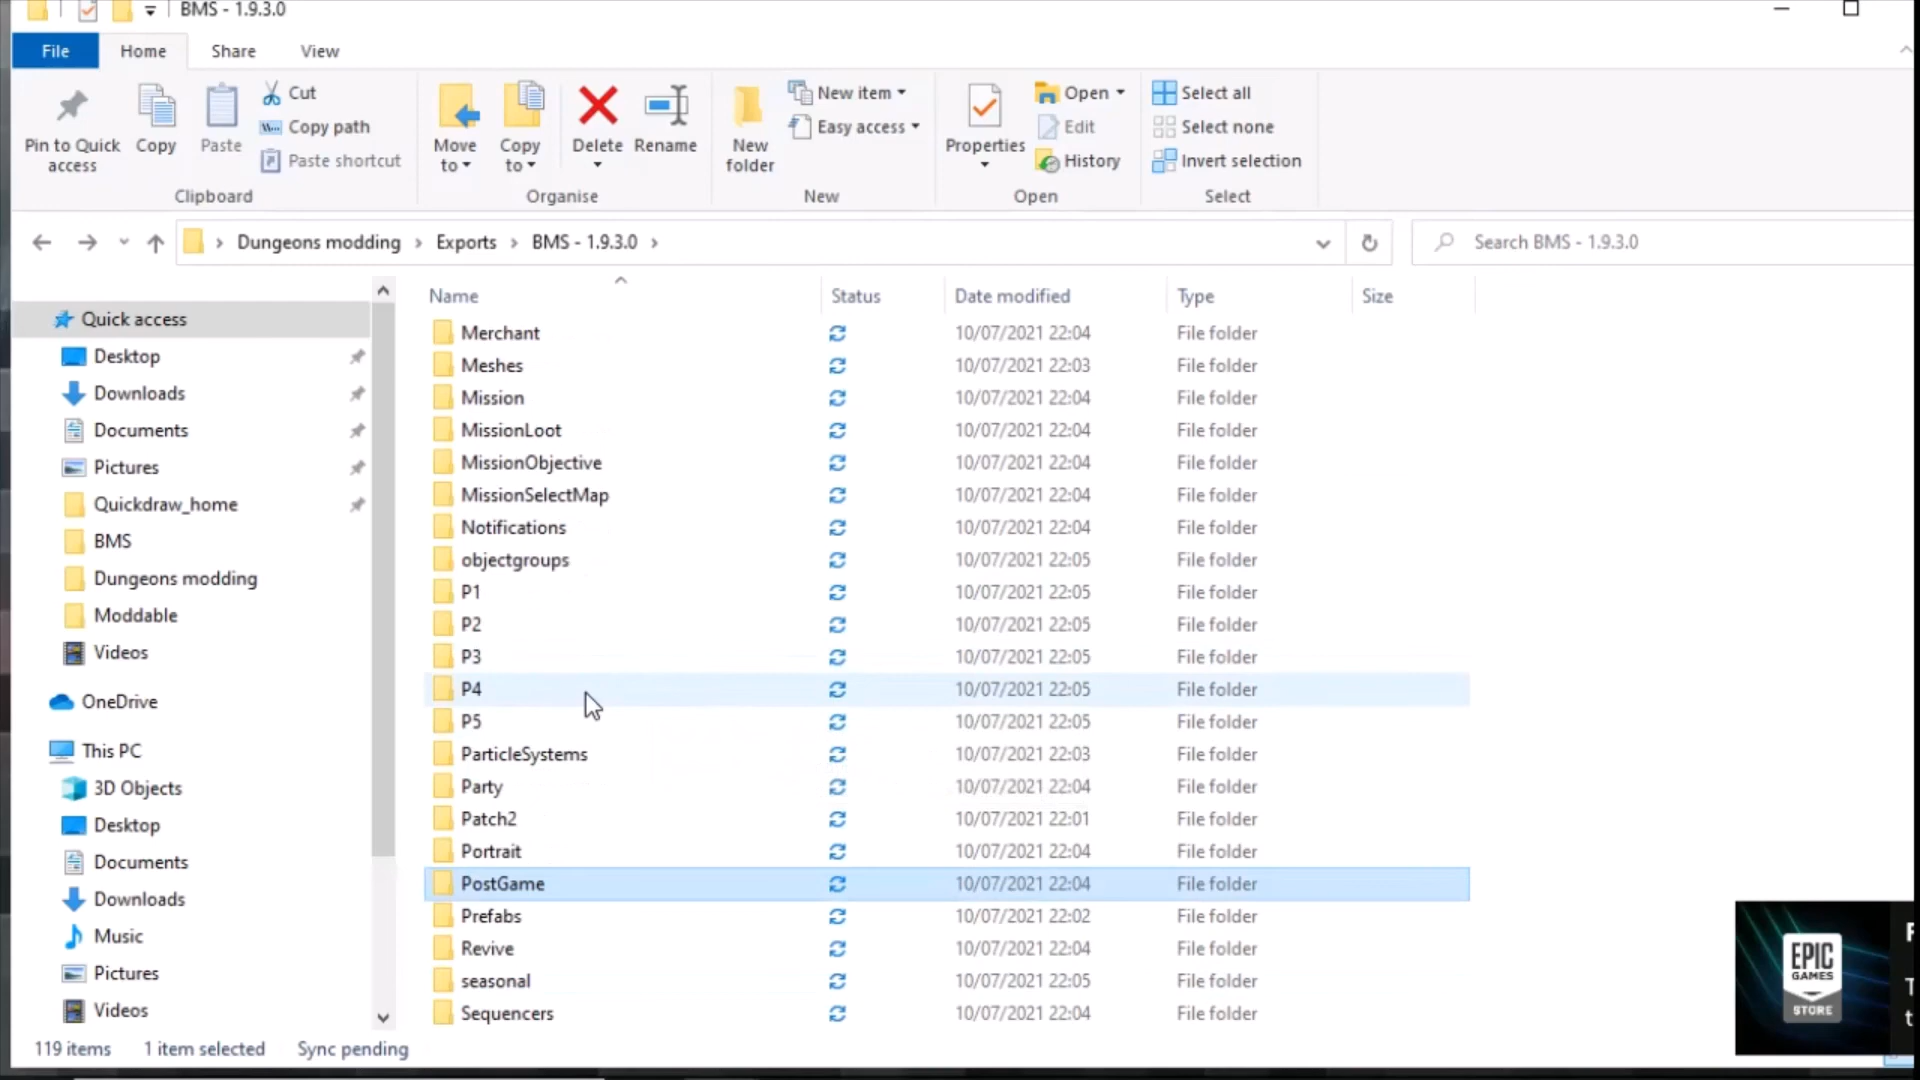 BMS - 1.9.3.0
File Home Share View
Pin to Quick access
Copy
Paste
Cut
Copy path
Paste shortcut
Move to
Copy to
Delete
Rename
New folder
New item
Easy access
Properties
Open
Edit
History
Select all
Select none
Invert selection
Clipboard Organise New Open Select
Dungeons modding Exports BMS - 1.9.3.0
Search BMS - 1.9.3.0
Quick access
Desktop
Downloads
Documents
Pictures
Quickdraw_home
BMS
Dungeons modding
Moddable
Videos
OneDrive
This PC
3D Objects
Desktop
Documents
Downloads
Music
Pictures
Videos
Name Status Date modified Type Size
Merchant 10/07/2021 22:04 File folder
Meshes 10/07/2021 22:03 File folder
Mission 10/07/2021 22:04 File folder
MissionLoot 10/07/2021 22:04 File folder
MissionObjective 10/07/2021 22:04 File folder
MissionSelectMap 10/07/2021 22:04 File folder
Notifications 10/07/2021 22:04 File folder
objectgroups 10/07/2021 22:05 File folder
P1 10/07/2021 22:05 File folder
P2 10/07/2021 22:05 File folder
P3 10/07/2021 22:05 File folder
P4 10/07/2021 22:05 File folder
P5 10/07/2021 22:05 File folder
ParticleSystems 10/07/2021 22:03 File folder
Party 10/07/2021 22:04 File folder
Patch2 10/07/2021 22:01 File folder
Portrait 10/07/2021 22:04 File folder
PostGame 10/07/2021 22:04 File folder
Prefabs 10/07/2021 22:02 File folder
Revive 10/07/2021 22:04 File folder
seasonal 10/07/2021 22:05 File folder
Sequencers 10/07/2021 22:04 File folder
EPIC
GAMES
STORE
119 items 1 item selected Sync pending